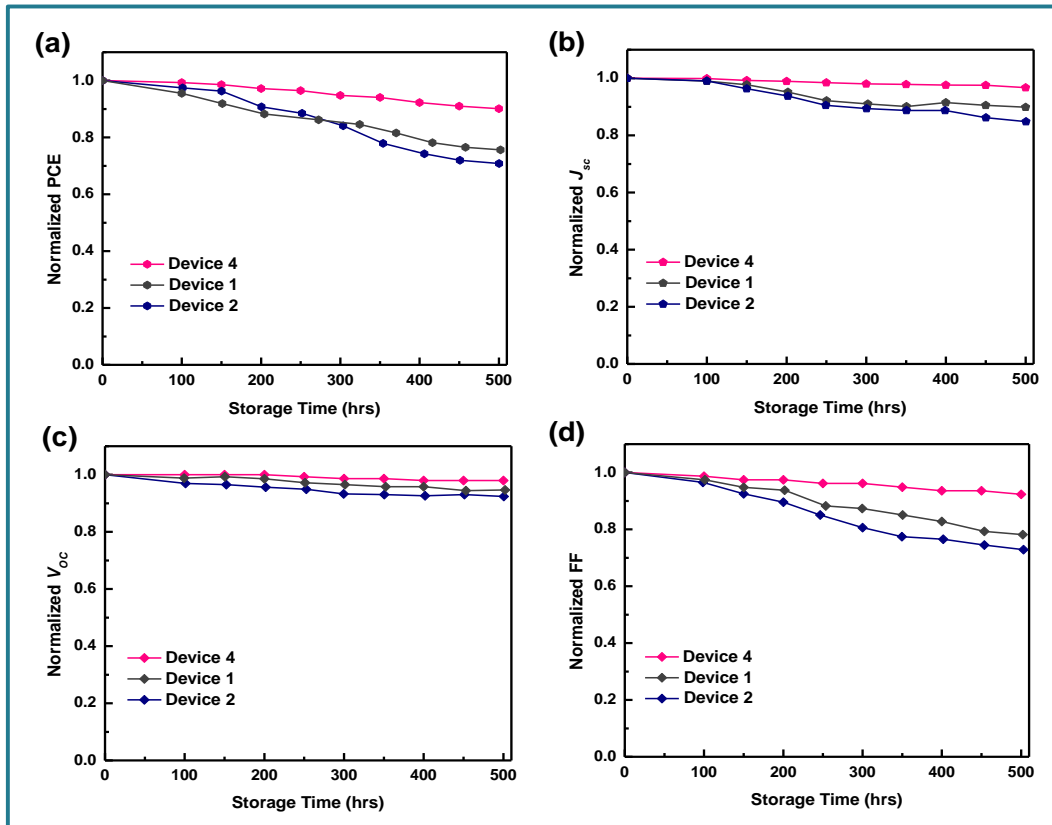 (a)
Normalized PCE
1.0
0.8
0.6
0.4
0.2
0.0
Device 4
Device 1
Device 2
0 100 200 300 400 500
Storage Time (hrs)
(b)
Normalized Jsc
1.0
0.8
0.6
0.4
0.2
0.0
Device 4
Device 1
Device 2
0 100 200 300 400 500
Storage Time (hrs)
(c)
Normalized VOC
1.0
0.8
0.6
0.4
0.2
0.0
Device 4
Device 1
Device 2
0 100 200 300 400 500
Storage Time (hrs)
(d)
Normalized FF
1.0
0.8
0.6
0.4
0.2
0.0
Device 4
Device 1
Device 2
0 100 200 300 400 500
Storage Time (hrs)